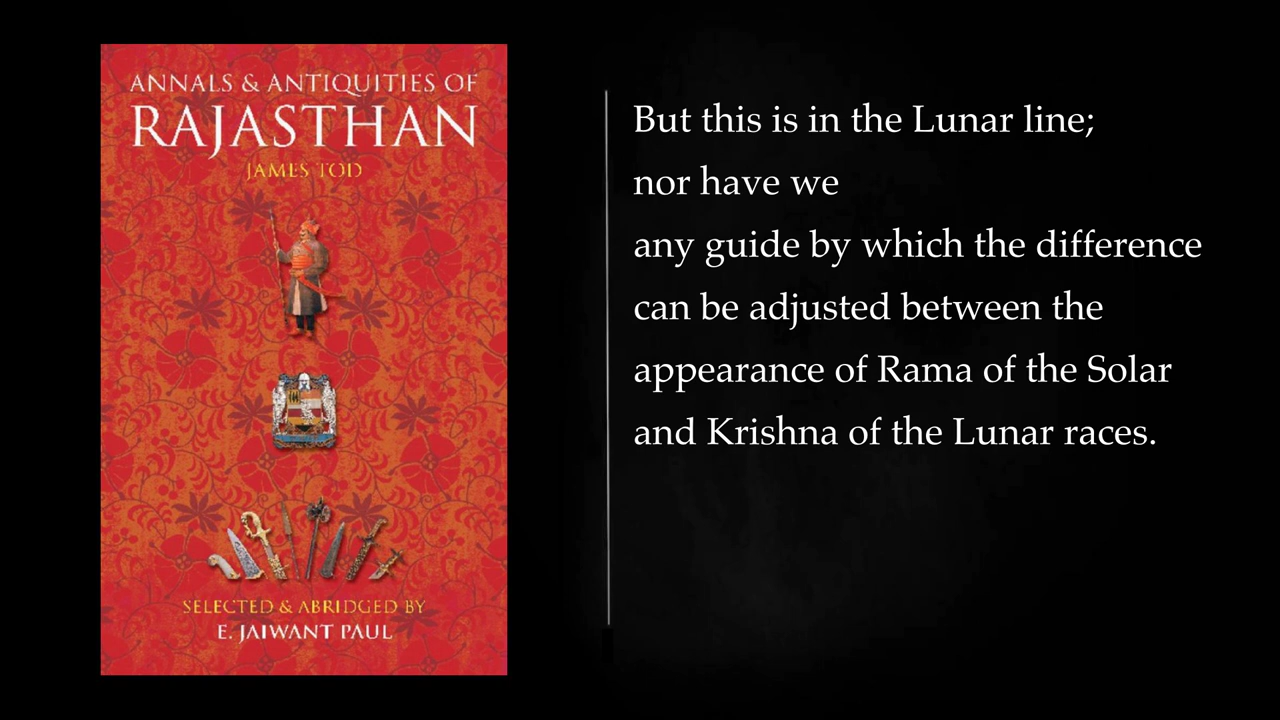 ANNALS & ANTIQUITIES OF
RAJASTHAN
JAMES TOD
SELECTED & ABRIDGED BY
E. JAIWANT PAUL
But this is in the Lunar line;
nor have we
any guide by which the difference
can be adjusted between the
appearance of Rama of the Solar
and Krishna of the Lunar races.